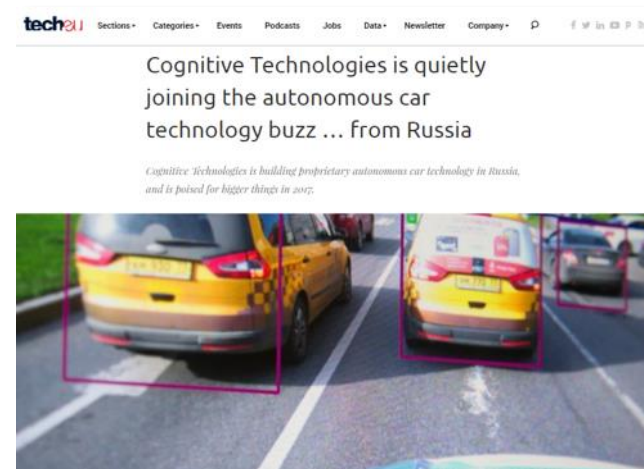 tech.eu Sections Categories Events Podcasts Jobs Data Newsletter Company
Cognitive Technologies is quietly
joining the autonomous car
technology buzz … from Russia
Cognitive Technologies is building proprietary autonomous car technology in Russia,
and is poised for bigger things in 2017.